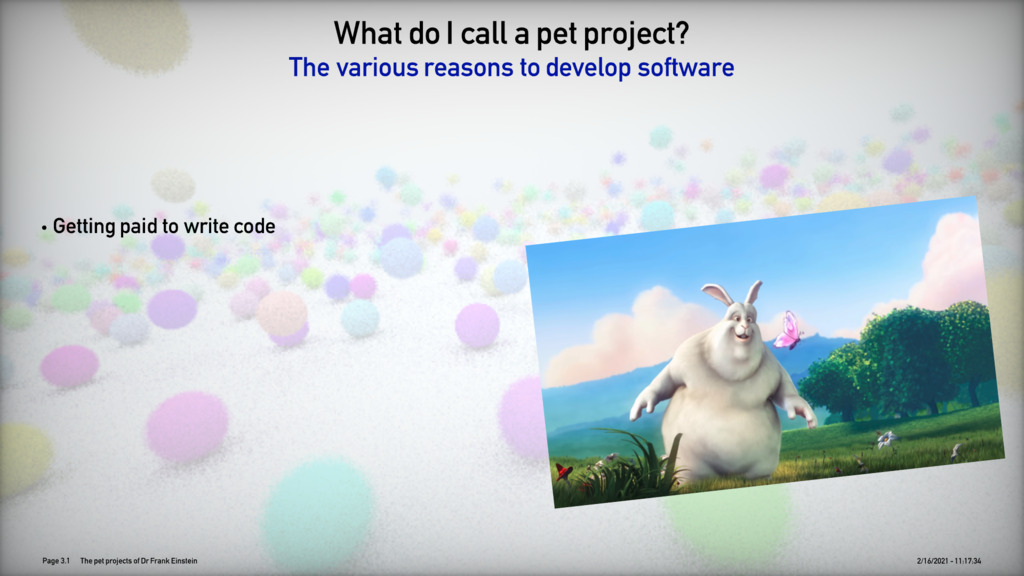 What do I call a pet project?
The various reasons to develop software
• Getting paid to write code
Page 3.1 The pet projects of Dr Frank Einstein
2/16/2021 - 11:17:34